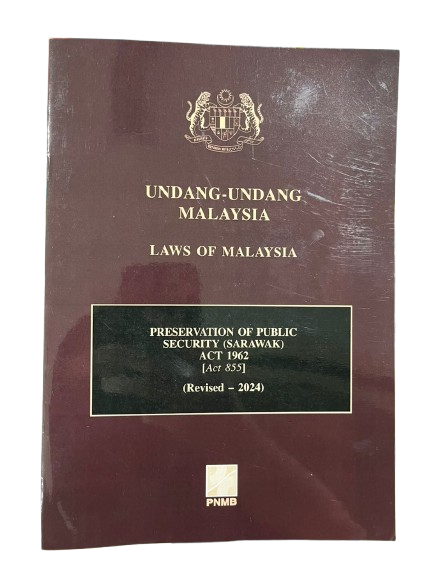 UNDANG-UNDANG
MALAYSIA
LAWS OF MALAYSIA
PRESERVATION OF PUBLIC
SECURITY (SARAWAK)
ACT 1962
[Act 855]
(Revised – 2024)
PNMB